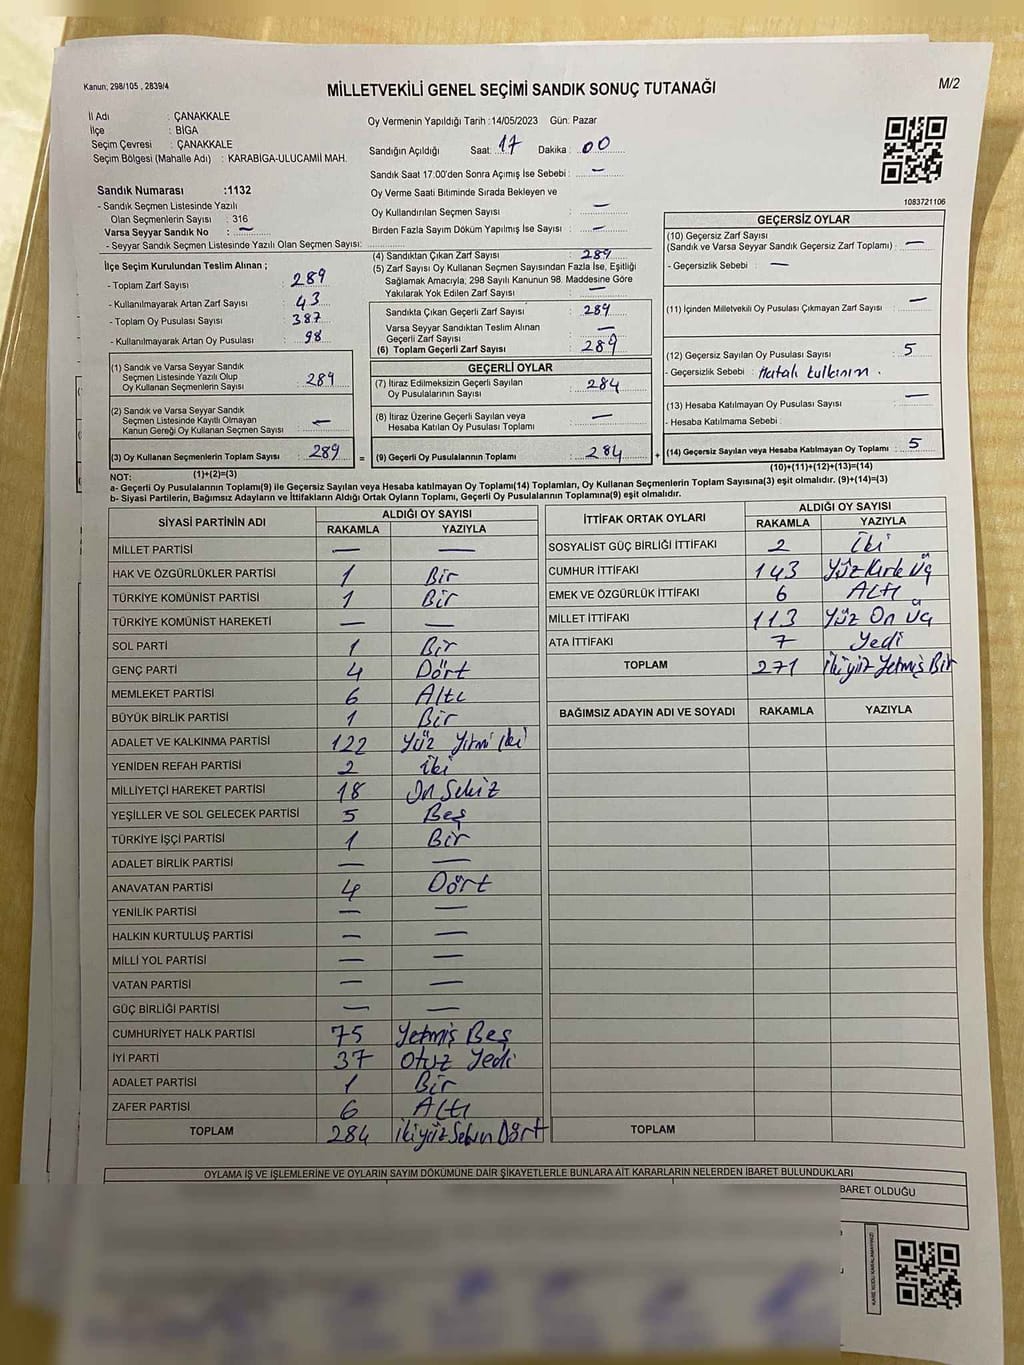 Kanun; 298/105 , 2839/4
MİLLETVEKİLİ GENEL SEÇİMİ SANDIK SONUÇ TUTANAĞI
M/2
İl Adı : ÇANAKKALE
İlçe : BİGA
Seçim Çevresi : ÇANAKKALE
Seçim Bölgesi (Mahalle Adı) : KARABİGA-ULUCAMİİ MAH.
Sandık Numarası :1132
- Sandık Seçmen Listesinde Yazılı
Olan Seçmenlerin Sayısı : 316
Varsa Seyyar Sandık No : —
- Seyyar Sandık Seçmen Listesinde Yazılı Olan Seçmen Sayısı:
Oy Vermenin Yapıldığı Tarih :14/05/2023 Gün: Pazar
Sandığın Açıldığı Saat: 17 Dakika : 00
Sandık Saat 17:00'den Sonra Açımış İse Sebebi : —
Oy Verme Saati Bitiminde Sırada Bekleyen ve
Oy Kullandırılan Seçmen Sayısı : —
Birden Fazla Sayım Döküm Yapılmış İse Sayısı : —
1083721106
İlçe Seçim Kurulundan Teslim Alınan ;
- Toplam Zarf Sayısı : 289
- Kullanılmayarak Artan Zarf Sayısı : 43
- Toplam Oy Pusulası Sayısı : 387
- Kullanılmayarak Artan Oy Pusulası : 98
(1) Sandık ve Varsa Seyyar Sandık
Seçmen Listesinde Yazılı Olup
Oy Kullanan Seçmenlerin Sayısı : 289
(2) Sandık ve Varsa Seyyar Sandık
Seçmen Listesinde Kayıtlı Olmayan
Kanun Gereği Oy Kullanan Seçmen Sayısı : —
(3) Oy Kullanan Seçmenlerin Toplam Sayısı : 289
(4) Sandıktan Çıkan Zarf Sayısı : 289
(5) Zarf Sayısı Oy Kullanan Seçmen Sayısından Fazla İse, Eşitliği
Sağlamak Amacıyla, 298 Sayılı Kanunun 98. Maddesine Göre
Yakılarak Yok Edilen Zarf Sayısı : —
Sandıkta Çıkan Geçerli Zarf Sayısı : 289
Varsa Seyyar Sandıktan Teslim Alınan
Geçerli Zarf Sayısı : —
(6) Toplam Geçerli Zarf Sayısı : 289
GEÇERLİ OYLAR
(7) İtiraz Edilmeksizin Geçerli Sayılan
Oy Pusulalarının Sayısı : 284
(8) İtiraz Üzerine Geçerli Sayılan veya
Hesaba Katılan Oy Pusulası Toplamı : —
= (9) Geçerli Oy Pusulalarının Toplamı : 284 +
GEÇERSİZ OYLAR
(10) Geçersiz Zarf Sayısı
(Sandık ve Varsa Seyyar Sandık Geçersiz Zarf Toplamı) : —
- Geçersizlik Sebebi : —
(11) İçinden Milletvekili Oy Pusulası Çıkmayan Zarf Sayısı : —
(12) Geçersiz Sayılan Oy Pusulası Sayısı : 5
- Geçersizlik Sebebi : Hatalı kullanım.
(13) Hesaba Katılmayan Oy Pusulası Sayısı : —
- Hesaba Katılmama Sebebi :
(14) Geçersiz Sayılan veya Hesaba Katılmayan Oy Toplamı : 5
NOT: (1)+(2)=(3) (10)+(11)+(12)+(13)=(14)
a- Geçerli Oy Pusulalarının Toplamı(9) ile Geçersiz Sayılan veya Hesaba katılmayan Oy Toplamı(14) Toplamları, Oy Kullanan Seçmenlerin Toplam Sayısına(3) eşit olmalıdır. (9)+(14)=(3)
b- Siyasi Partilerin, Bağımsız Adayların ve İttifakların Aldığı Ortak Oyların Toplamı, Geçerli Oy Pusulalarının Toplamına(9) eşit olmalıdır.
SİYASİ PARTİNİN ADI ALDIĞI OY SAYISI
RAKAMLA YAZIYLA
MİLLET PARTİSİ — —
HAK VE ÖZGÜRLÜKLER PARTİSİ 1 Bir
TÜRKİYE KOMÜNİST PARTİSİ 1 Bir
TÜRKİYE KOMÜNİST HAREKETİ — —
SOL PARTİ 1 Bir
GENÇ PARTİ 4 Dört
MEMLEKET PARTİSİ 6 Altı
BÜYÜK BİRLİK PARTİSİ 1 Bir
ADALET VE KALKINMA PARTİSİ 122 Yüz Yirmi İki
YENİDEN REFAH PARTİSİ 2 İki
MİLLİYETÇİ HAREKET PARTİSİ 18 On Sekiz
YEŞİLLER VE SOL GELECEK PARTİSİ 5 Beş
TÜRKİYE İŞÇİ PARTİSİ 1 Bir
ADALET BİRLİK PARTİSİ — —
ANAVATAN PARTİSİ 4 Dört
YENİLİK PARTİSİ — —
HALKIN KURTULUŞ PARTİSİ — —
MİLLİ YOL PARTİSİ — —
VATAN PARTİSİ — —
GÜÇ BİRLİĞİ PARTİSİ — —
CUMHURİYET HALK PARTİSİ 75 Yetmiş Beş
İYİ PARTİ 37 Otuz Yedi
ADALET PARTİSİ 1 Bir
ZAFER PARTİSİ 6 Altı
TOPLAM 284 İkiyüz Seksen Dört
İTTİFAK ORTAK OYLARI ALDIĞI OY SAYISI
RAKAMLA YAZIYLA
SOSYALİST GÜÇ BİRLİĞİ İTTİFAKI 2 İki
CUMHUR İTTİFAKI 143 Yüz Kırk Üç
EMEK VE ÖZGÜRLÜK İTTİFAKI 6 Altı
MİLLET İTTİFAKI 113 Yüz On Üç
ATA İTTİFAKI 7 Yedi
TOPLAM 271 İkiyüz Yetmiş Bir
BAĞIMSIZ ADAYIN ADI VE SOYADI RAKAMLA YAZIYLA
TOPLAM
OYLAMA İŞ VE İŞLEMLERİNE VE OYLARIN SAYIM DÖKÜMÜNE DAİR ŞİKAYETLERLE BUNLARA AİT KARARLARIN NELERDEN İBARET BULUNDUKLARI
BARET OLDUĞU
KARE KODU KARALAMAYINIZ!